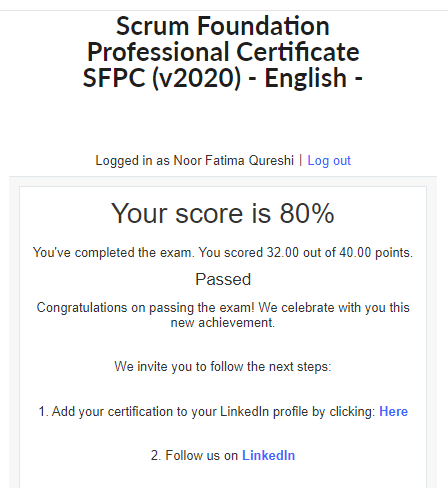 Scrum Foundation
Professional Certificate
SFPC (v2020) - English -
Logged in as Noor Fatima Qureshi | Log out
Your score is 80%
You've completed the exam. You scored 32.00 out of 40.00 points.
Passed
Congratulations on passing the exam! We celebrate with you this
new achievement.
We invite you to follow the next steps:
1. Add your certification to your LinkedIn profile by clicking: Here
2. Follow us on LinkedIn